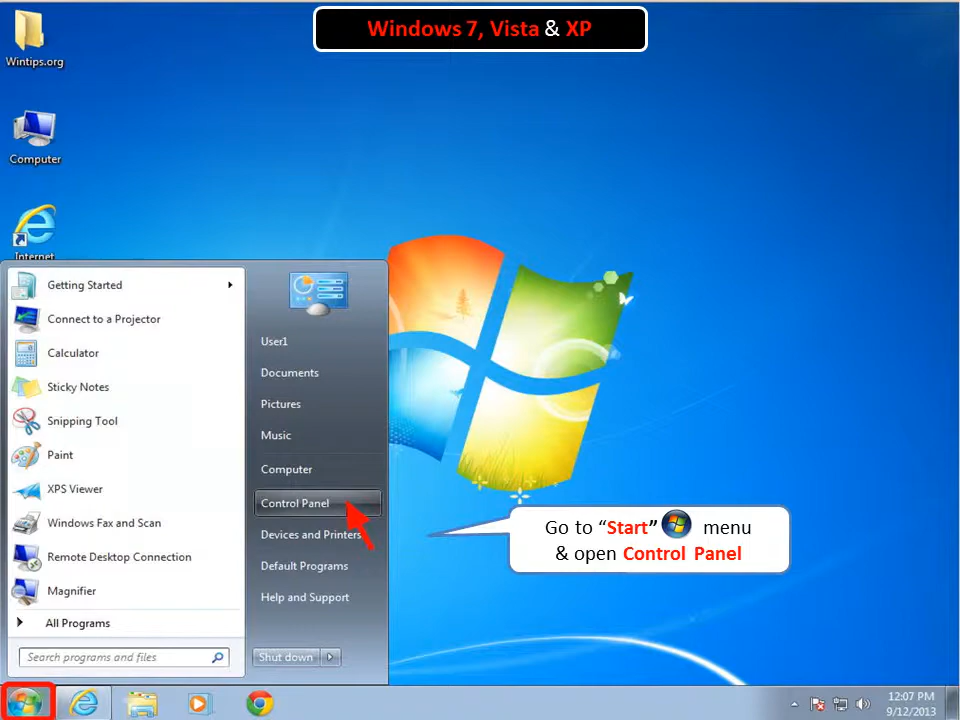 Windows 7, Vista & XP
Wintips.org
Computer
Internet
Getting Started
Connect to a Projector
Calculator
Sticky Notes
Snipping Tool
Paint
XPS Viewer
Windows Fax and Scan
Remote Desktop Connection
Magnifier
All Programs
Search programs and files
User1
Documents
Pictures
Music
Computer
Control Panel
Devices and Printers
Default Programs
Help and Support
Shut down
Go to “Start” menu
& open Control Panel
12:07 PM
9/12/2013